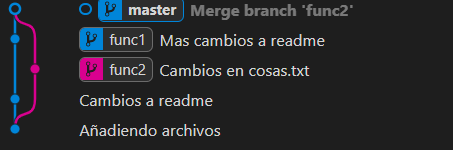 master Merge branch 'func2'
func1 Mas cambios a readme
func2 Cambios en cosas.txt
Cambios a readme
Añadiendo archivos